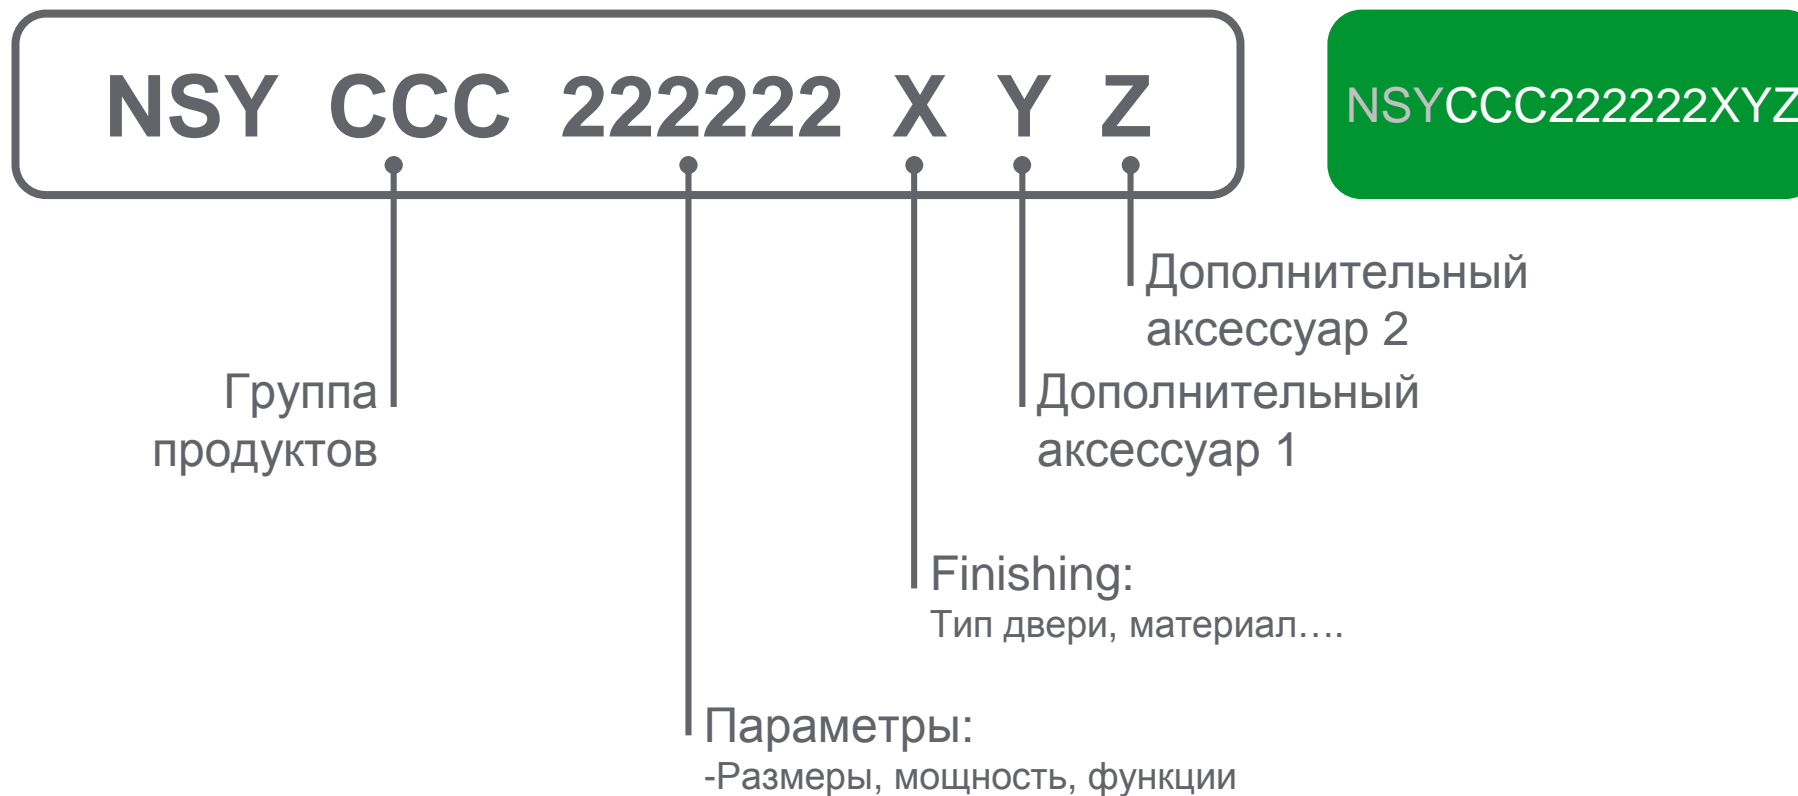 NSY CCC 222222 X Y Z
NSYCCC222222XYZ
Дополнительный
аксессуар 2
Группа
продуктов
Дополнительный
аксессуар 1
Finishing:
Тип двери, материал….
Параметры:
-Размеры, мощность, функции